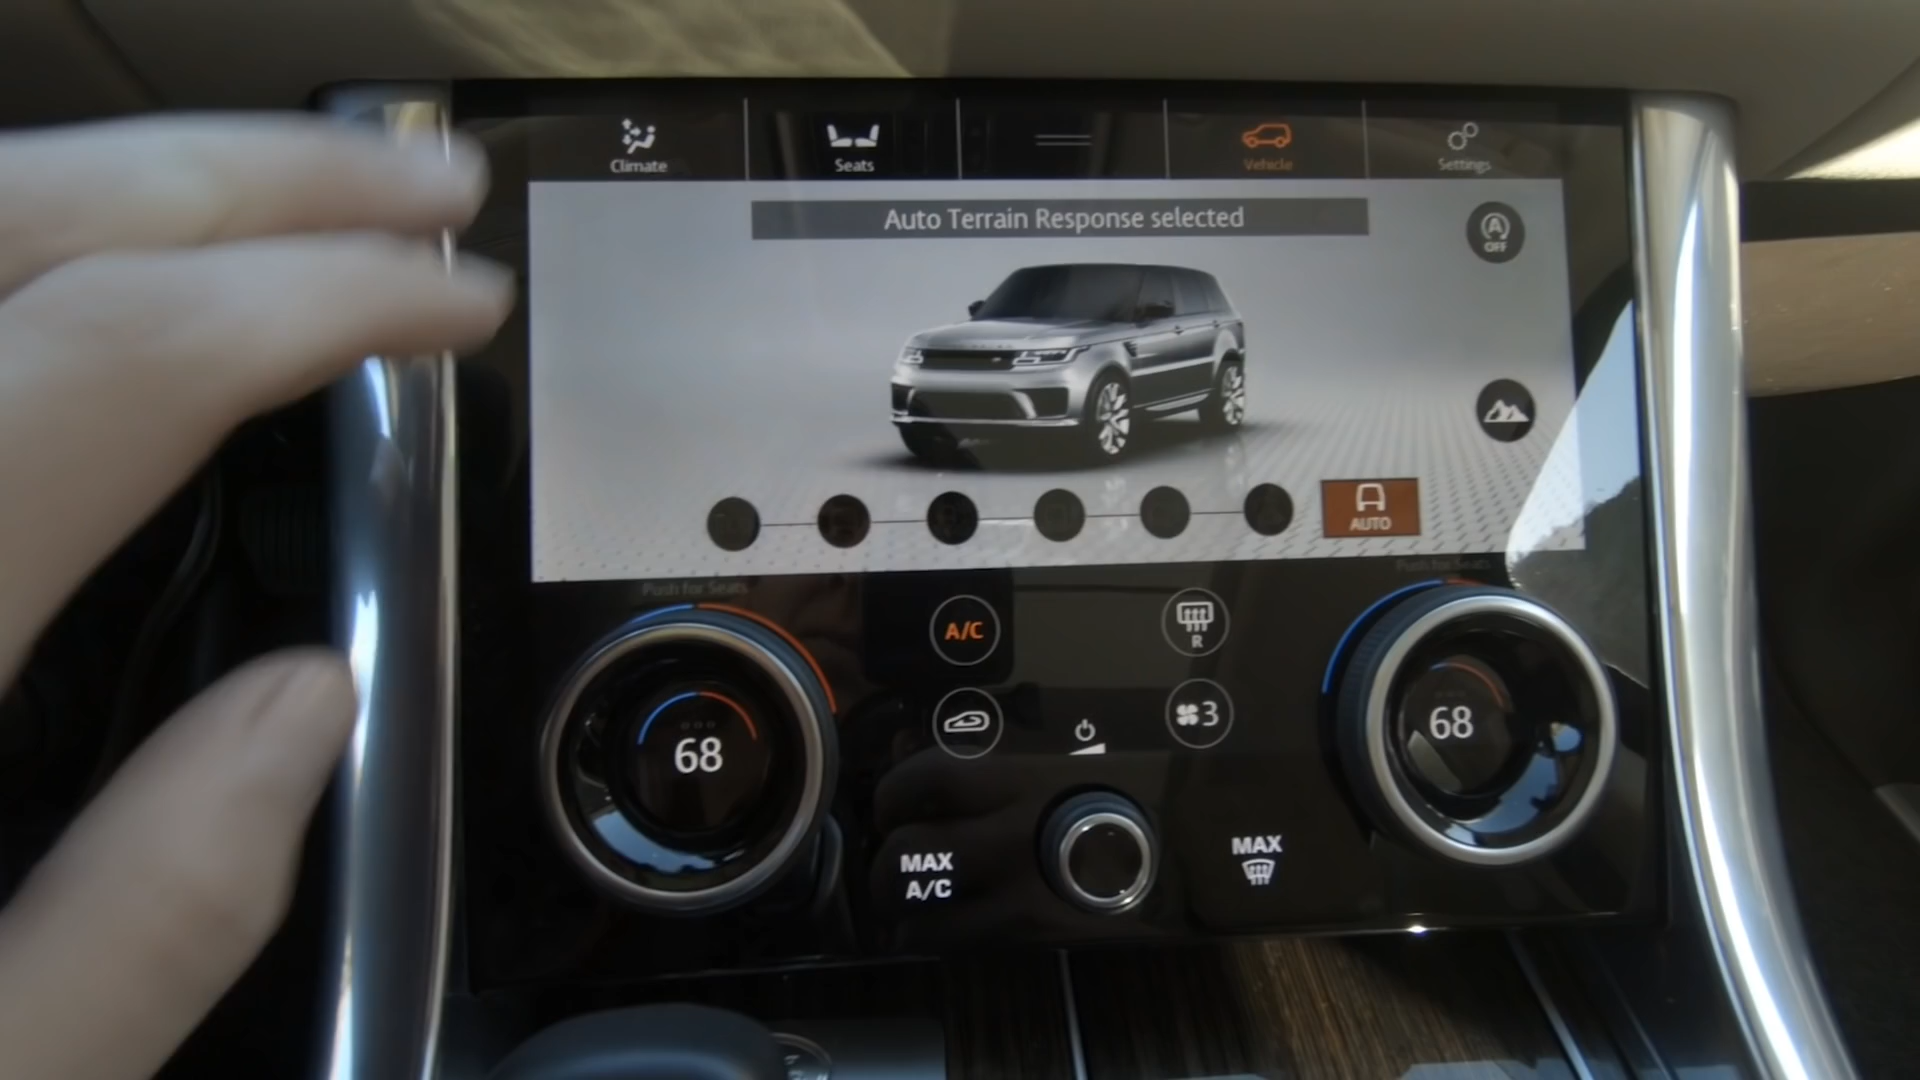 Climate
Seats
Vehicle
Settings
Auto Terrain Response selected
A
OFF
AUTO
Push for Seats
Push for Seats
A/C
R
3
68
68
MAX
A/C
MAX